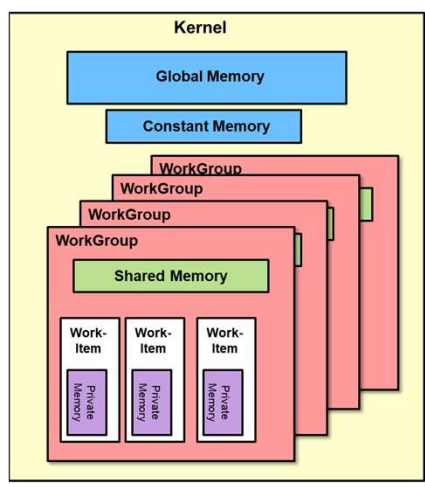 Kernel
Global Memory
Constant Memory
WorkGroup
WorkGroup
WorkGroup
WorkGroup
Shared Memory
Work-
Item
Work-
Item
Work-
Item
Private
Memory
Private
Memory
Private
Memory